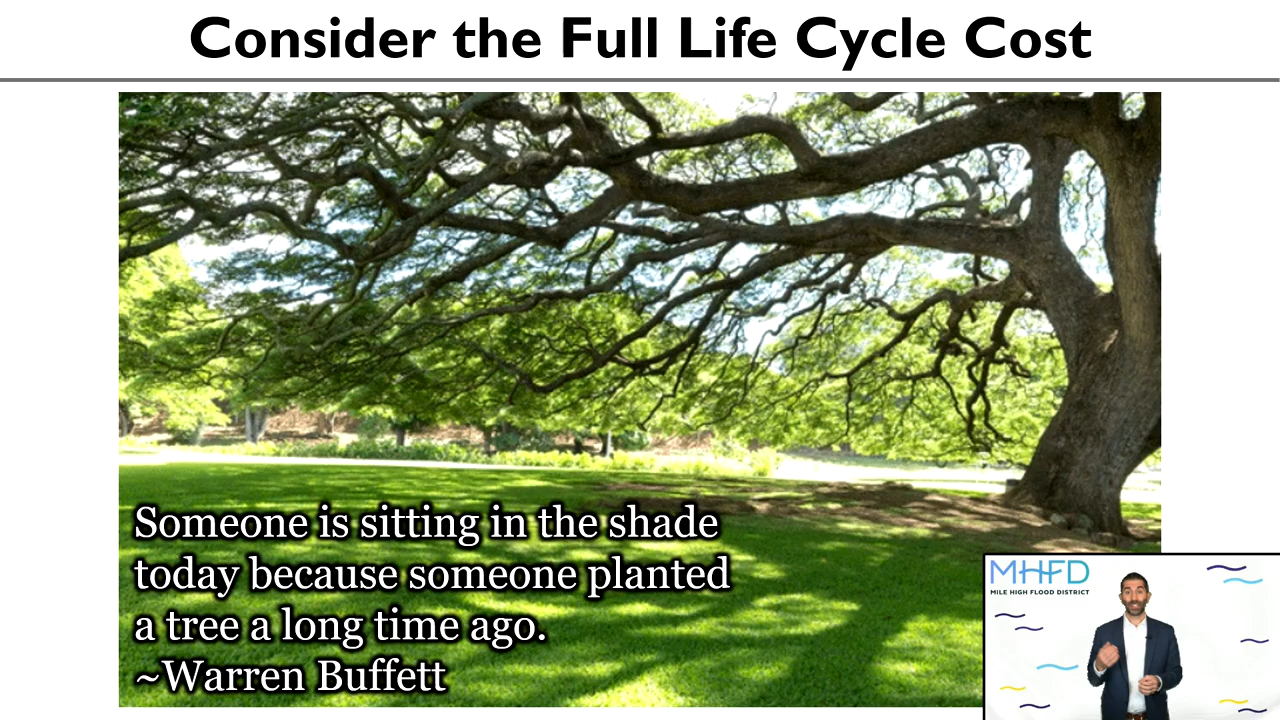 Consider the Full Life Cycle Cost
Someone is sitting in the shade
today because someone planted
a tree a long time ago.
~Warren Buffett
MHFD
MILE HIGH FLOOD DISTRICT